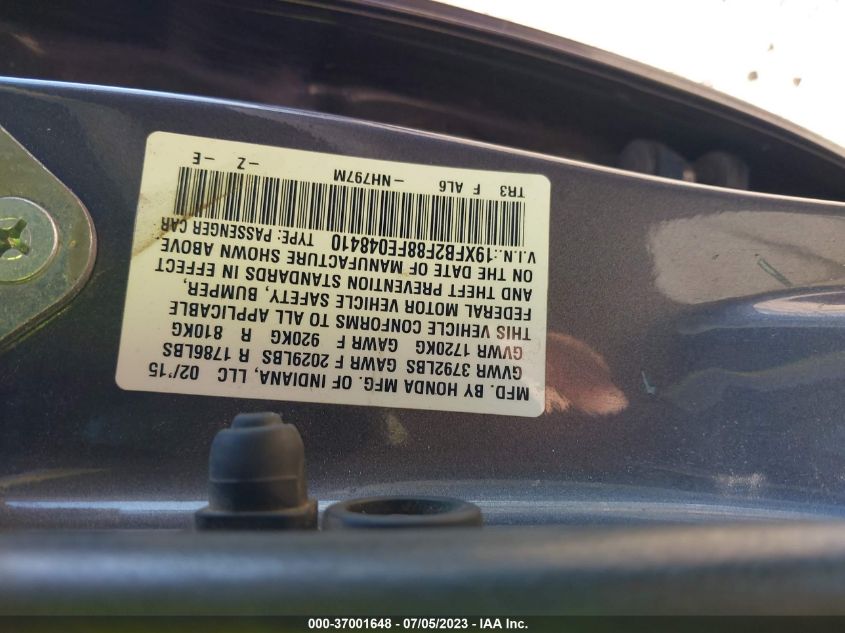 MFD. BY HONDA MFG. OF INDIANA, LLC 02/'15
GVWR 3792LBS GAWR F 2029LBS R 1786LBS
GVWR 1720KG GAWR F 920KG R 810KG
THIS VEHICLE CONFORMS TO ALL APPLICABLE
FEDERAL MOTOR VEHICLE SAFETY, BUMPER,
AND THEFT PREVENTION STANDARDS IN EFFECT
ON THE DATE OF MANUFACTURE SHOWN ABOVE.
V.I.N.:19XFB2F88FE048410 TYPE: PASSENGER CAR
TR3 F AL6 -NH797M -Z -E
000-37001648 - 07/05/2023 - IAA Inc.